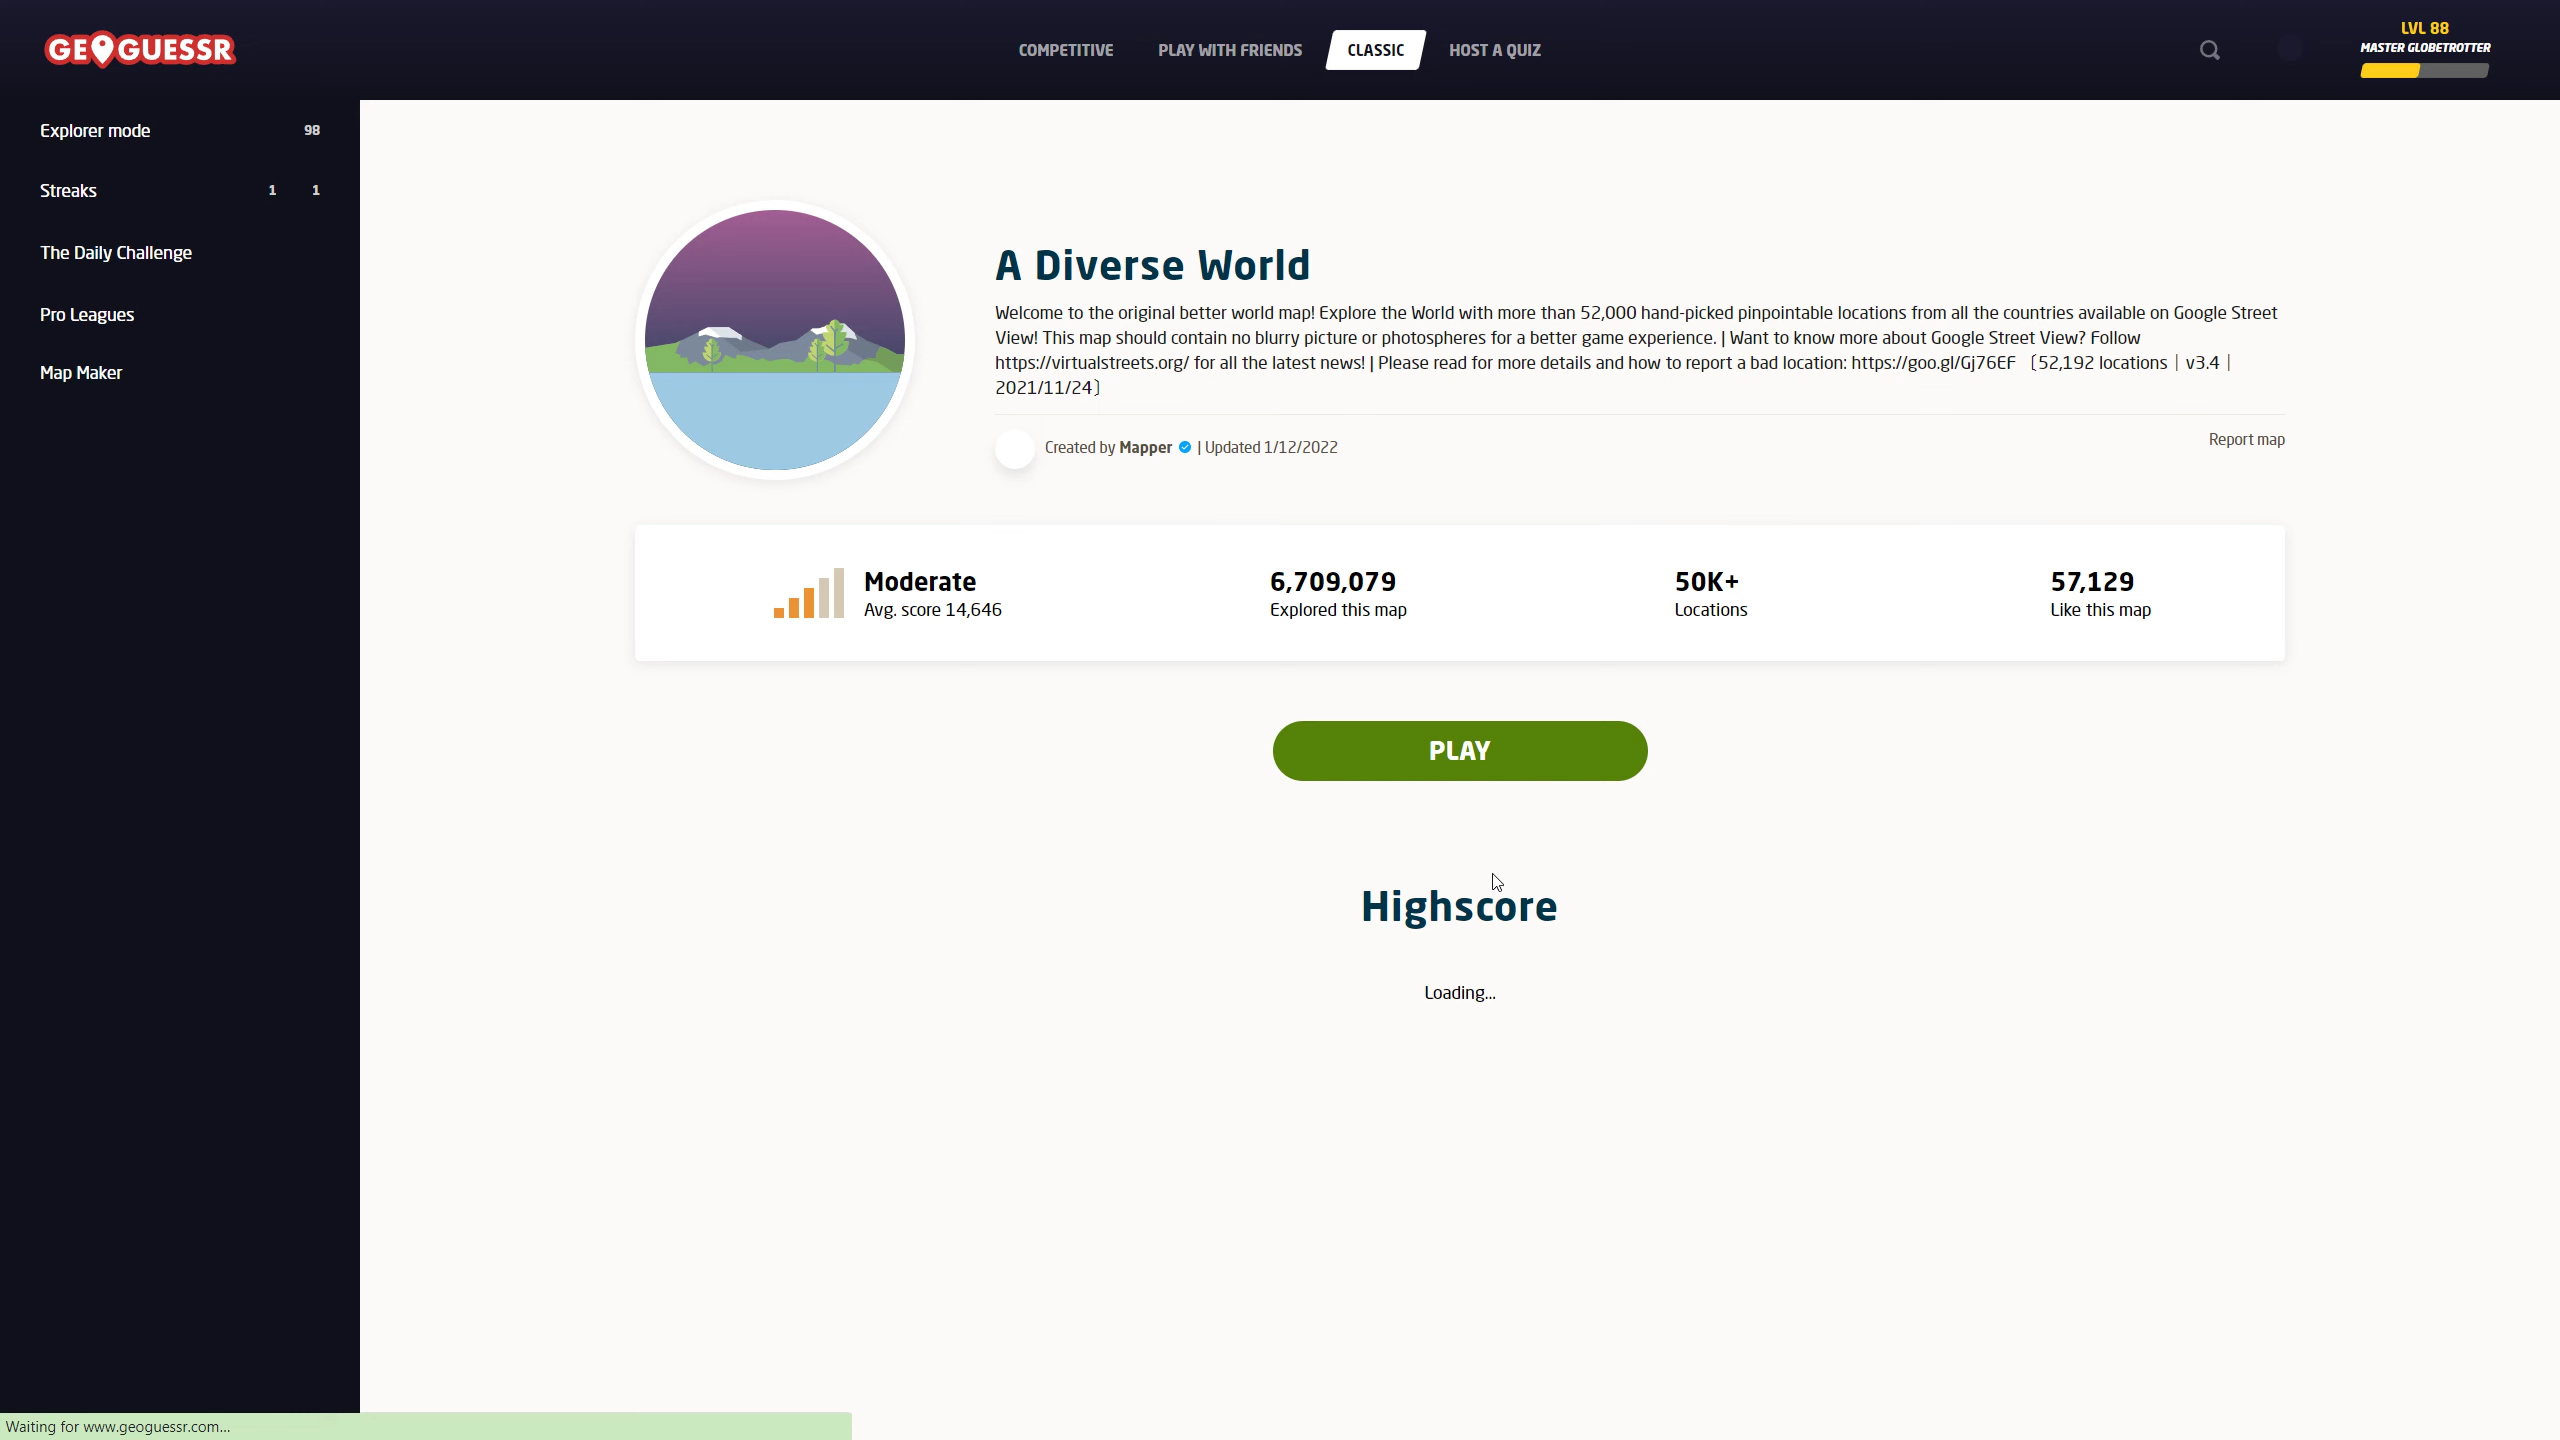 GEOGUESSR
COMPETITIVE
PLAY WITH FRIENDS
CLASSIC
HOST A QUIZ
LVL 88
MASTER GLOBETROTTER
Explorer mode 98
Streaks 1 1
The Daily Challenge
Pro Leagues
Map Maker
A Diverse World
Welcome to the original better world map! Explore the World with more than 52,000 hand-picked pinpointable locations from all the countries available on Google Street
View! This map should contain no blurry picture or photospheres for a better game experience. | Want to know more about Google Street View? Follow
https://virtualstreets.org/ for all the latest news! | Please read for more details and how to report a bad location: https://goo.gl/Gj76EF 〔52,192 locations｜v3.4｜
2021/11/24〕
Created by Mapper | Updated 1/12/2022
Report map
Moderate
Avg. score 14,646
6,709,079
Explored this map
50K+
Locations
57,129
Like this map
PLAY
Highscore
Loading...
Waiting for www.geoguessr.com...